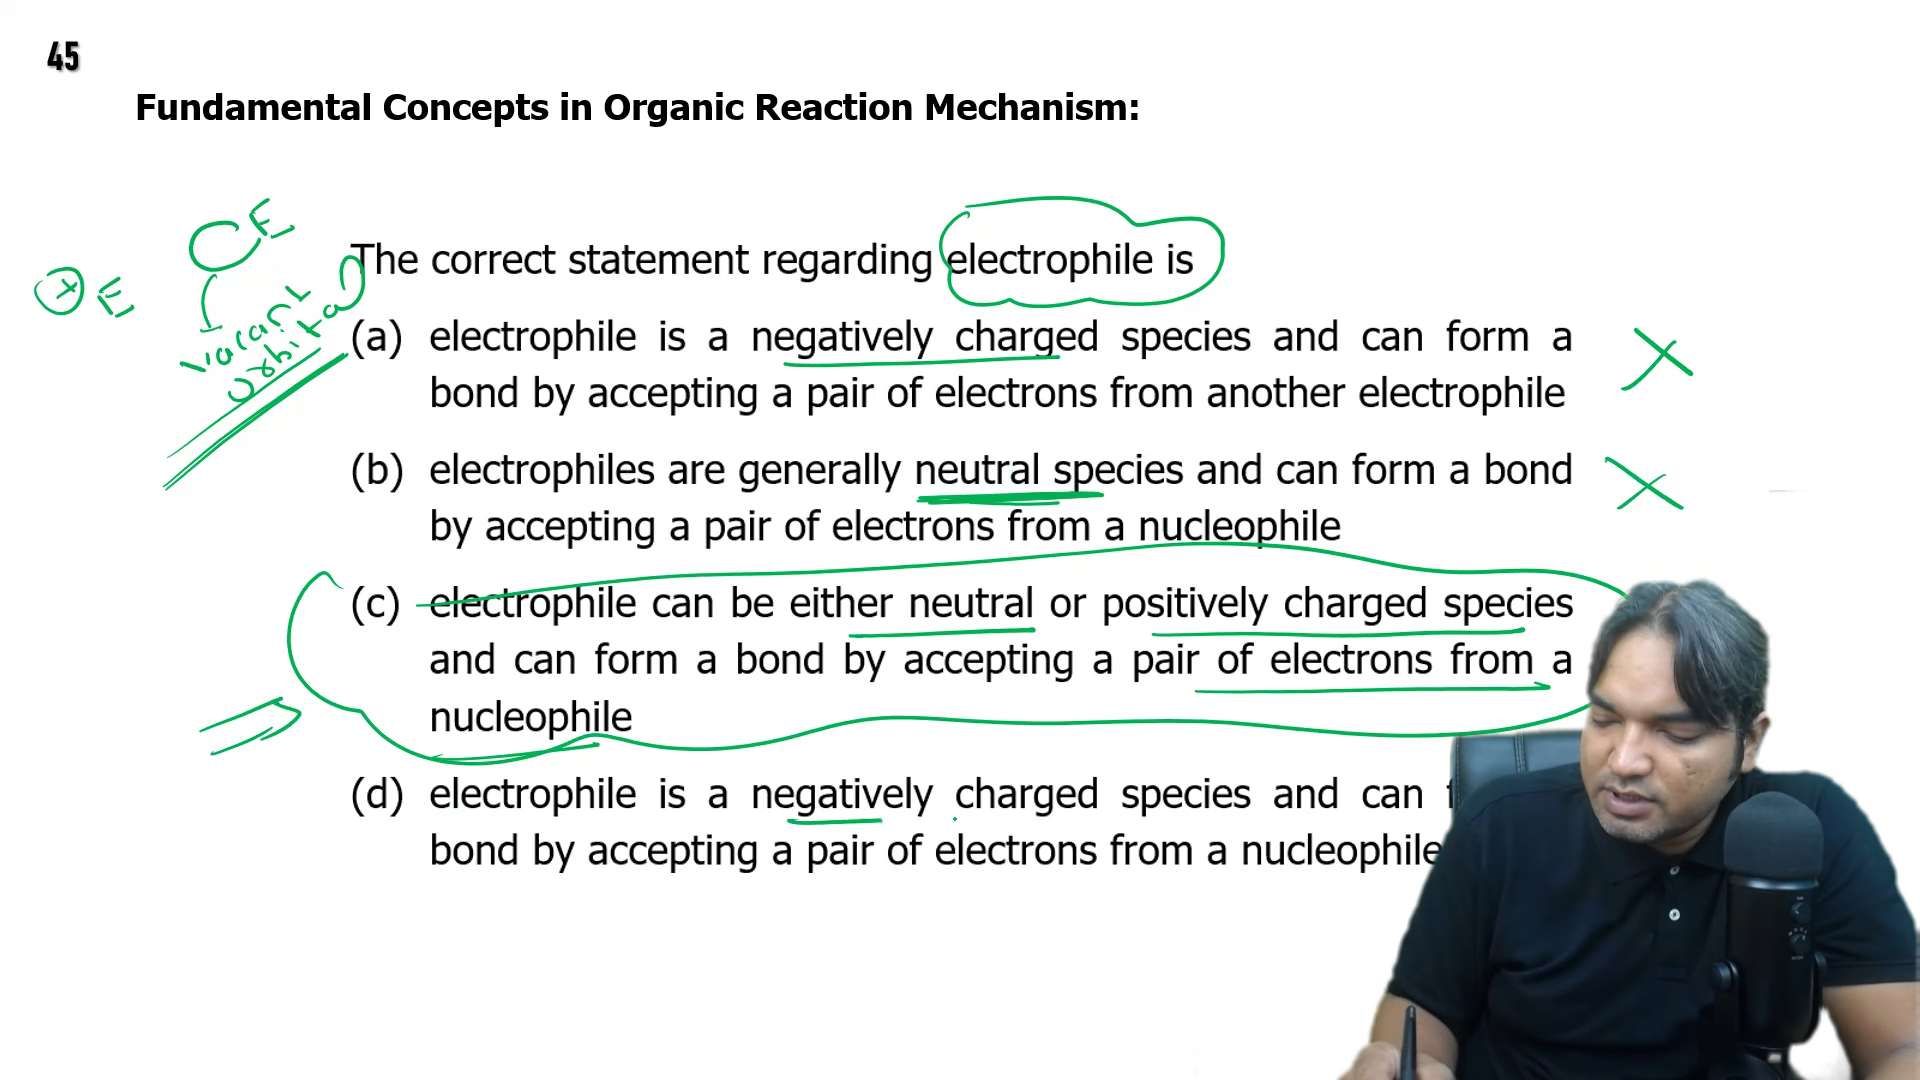 45
Fundamental Concepts in Organic Reaction Mechanism:
E
The correct statement regarding electrophile is
+ E
vacant
orbital
(a) electrophile is a negatively charged species and can form a
bond by accepting a pair of electrons from another electrophile
(b) electrophiles are generally neutral species and can form a bond
by accepting a pair of electrons from a nucleophile
(c) electrophile can be either neutral or positively charged species
and can form a bond by accepting a pair of electrons from a
nucleophile
(d) electrophile is a negatively charged species and can
bond by accepting a pair of electrons from a nucleophile